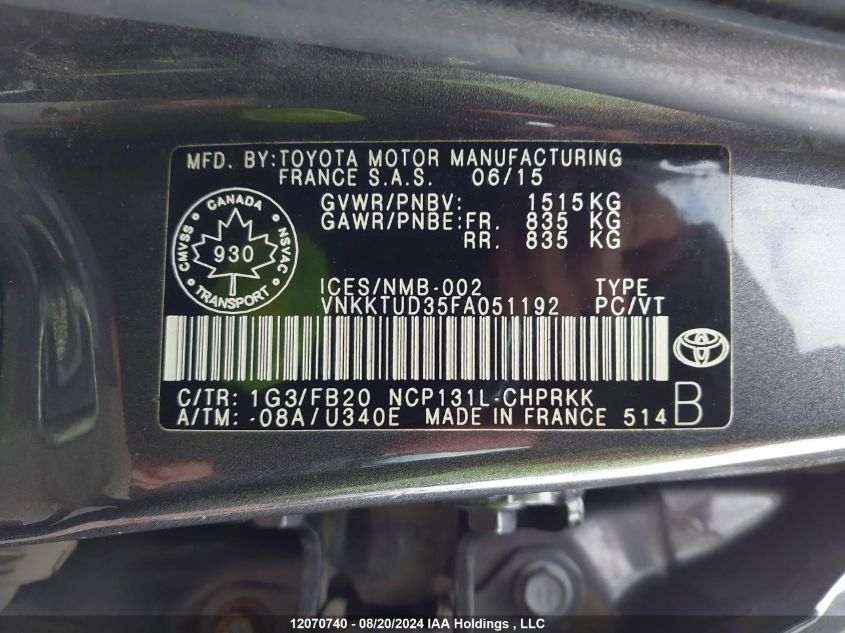 MFD. BY:TOYOTA MOTOR MANUFACTURING
FRANCE S.A.S. 06/15
GVWR/PNBV: 1515KG
GAWR/PNBE:FR. 835 KG
RR. 835 KG
CANADA
CMVSS 930 NSVAC
TRANSPORT
ICES/NMB-002 TYPE
VNKKTUD35FA051192 PC/VT
C/TR: 1G3/FB20 NCP131L-CHPRKK
A/TM: -08A/U340E MADE IN FRANCE 514 B
12070740 - 08/20/2024 IAA Holdings , LLC